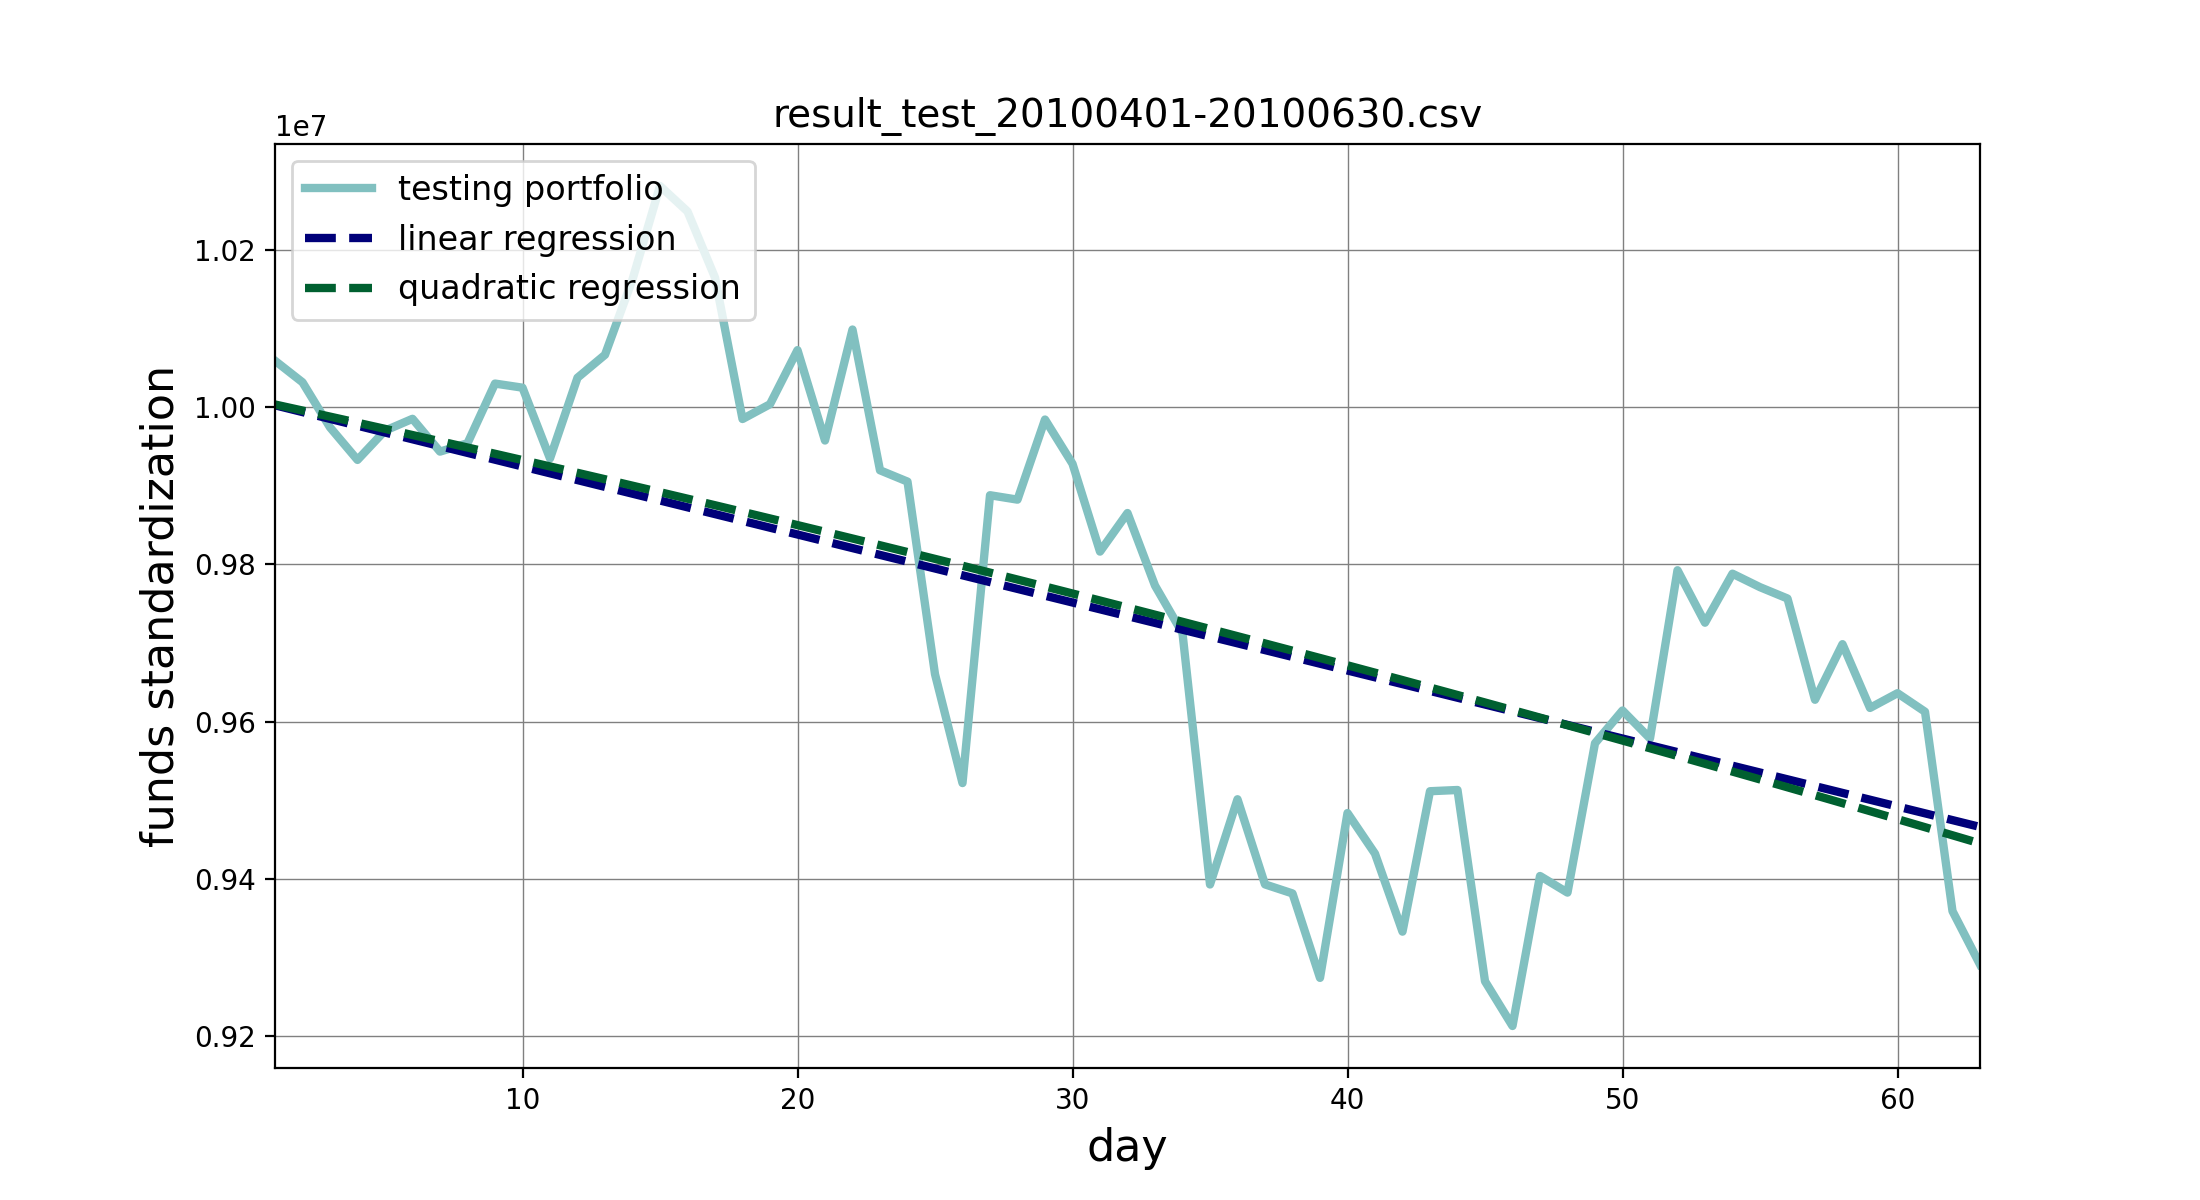 result_test_20100401-20100630.csv
1e7
testing portfolio
linear regression
quadratic regression
1.02
1.00
0.98
0.96
0.94
0.92
funds standardization
10 20 30 40 50 60
day